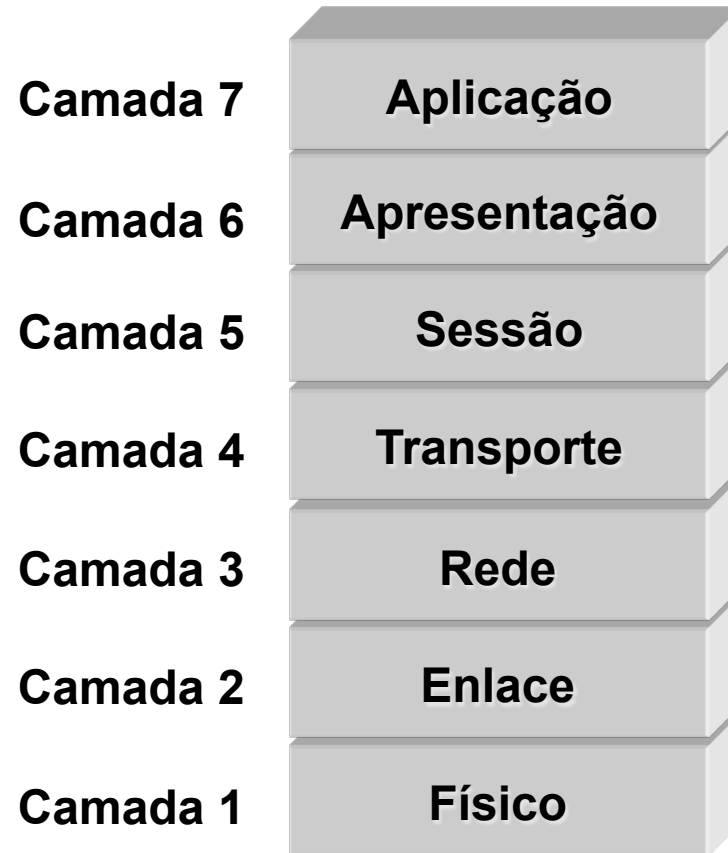 Camada 7 Aplicação
Camada 6 Apresentação
Camada 5 Sessão
Camada 4 Transporte
Camada 3 Rede
Camada 2 Enlace
Camada 1 Físico